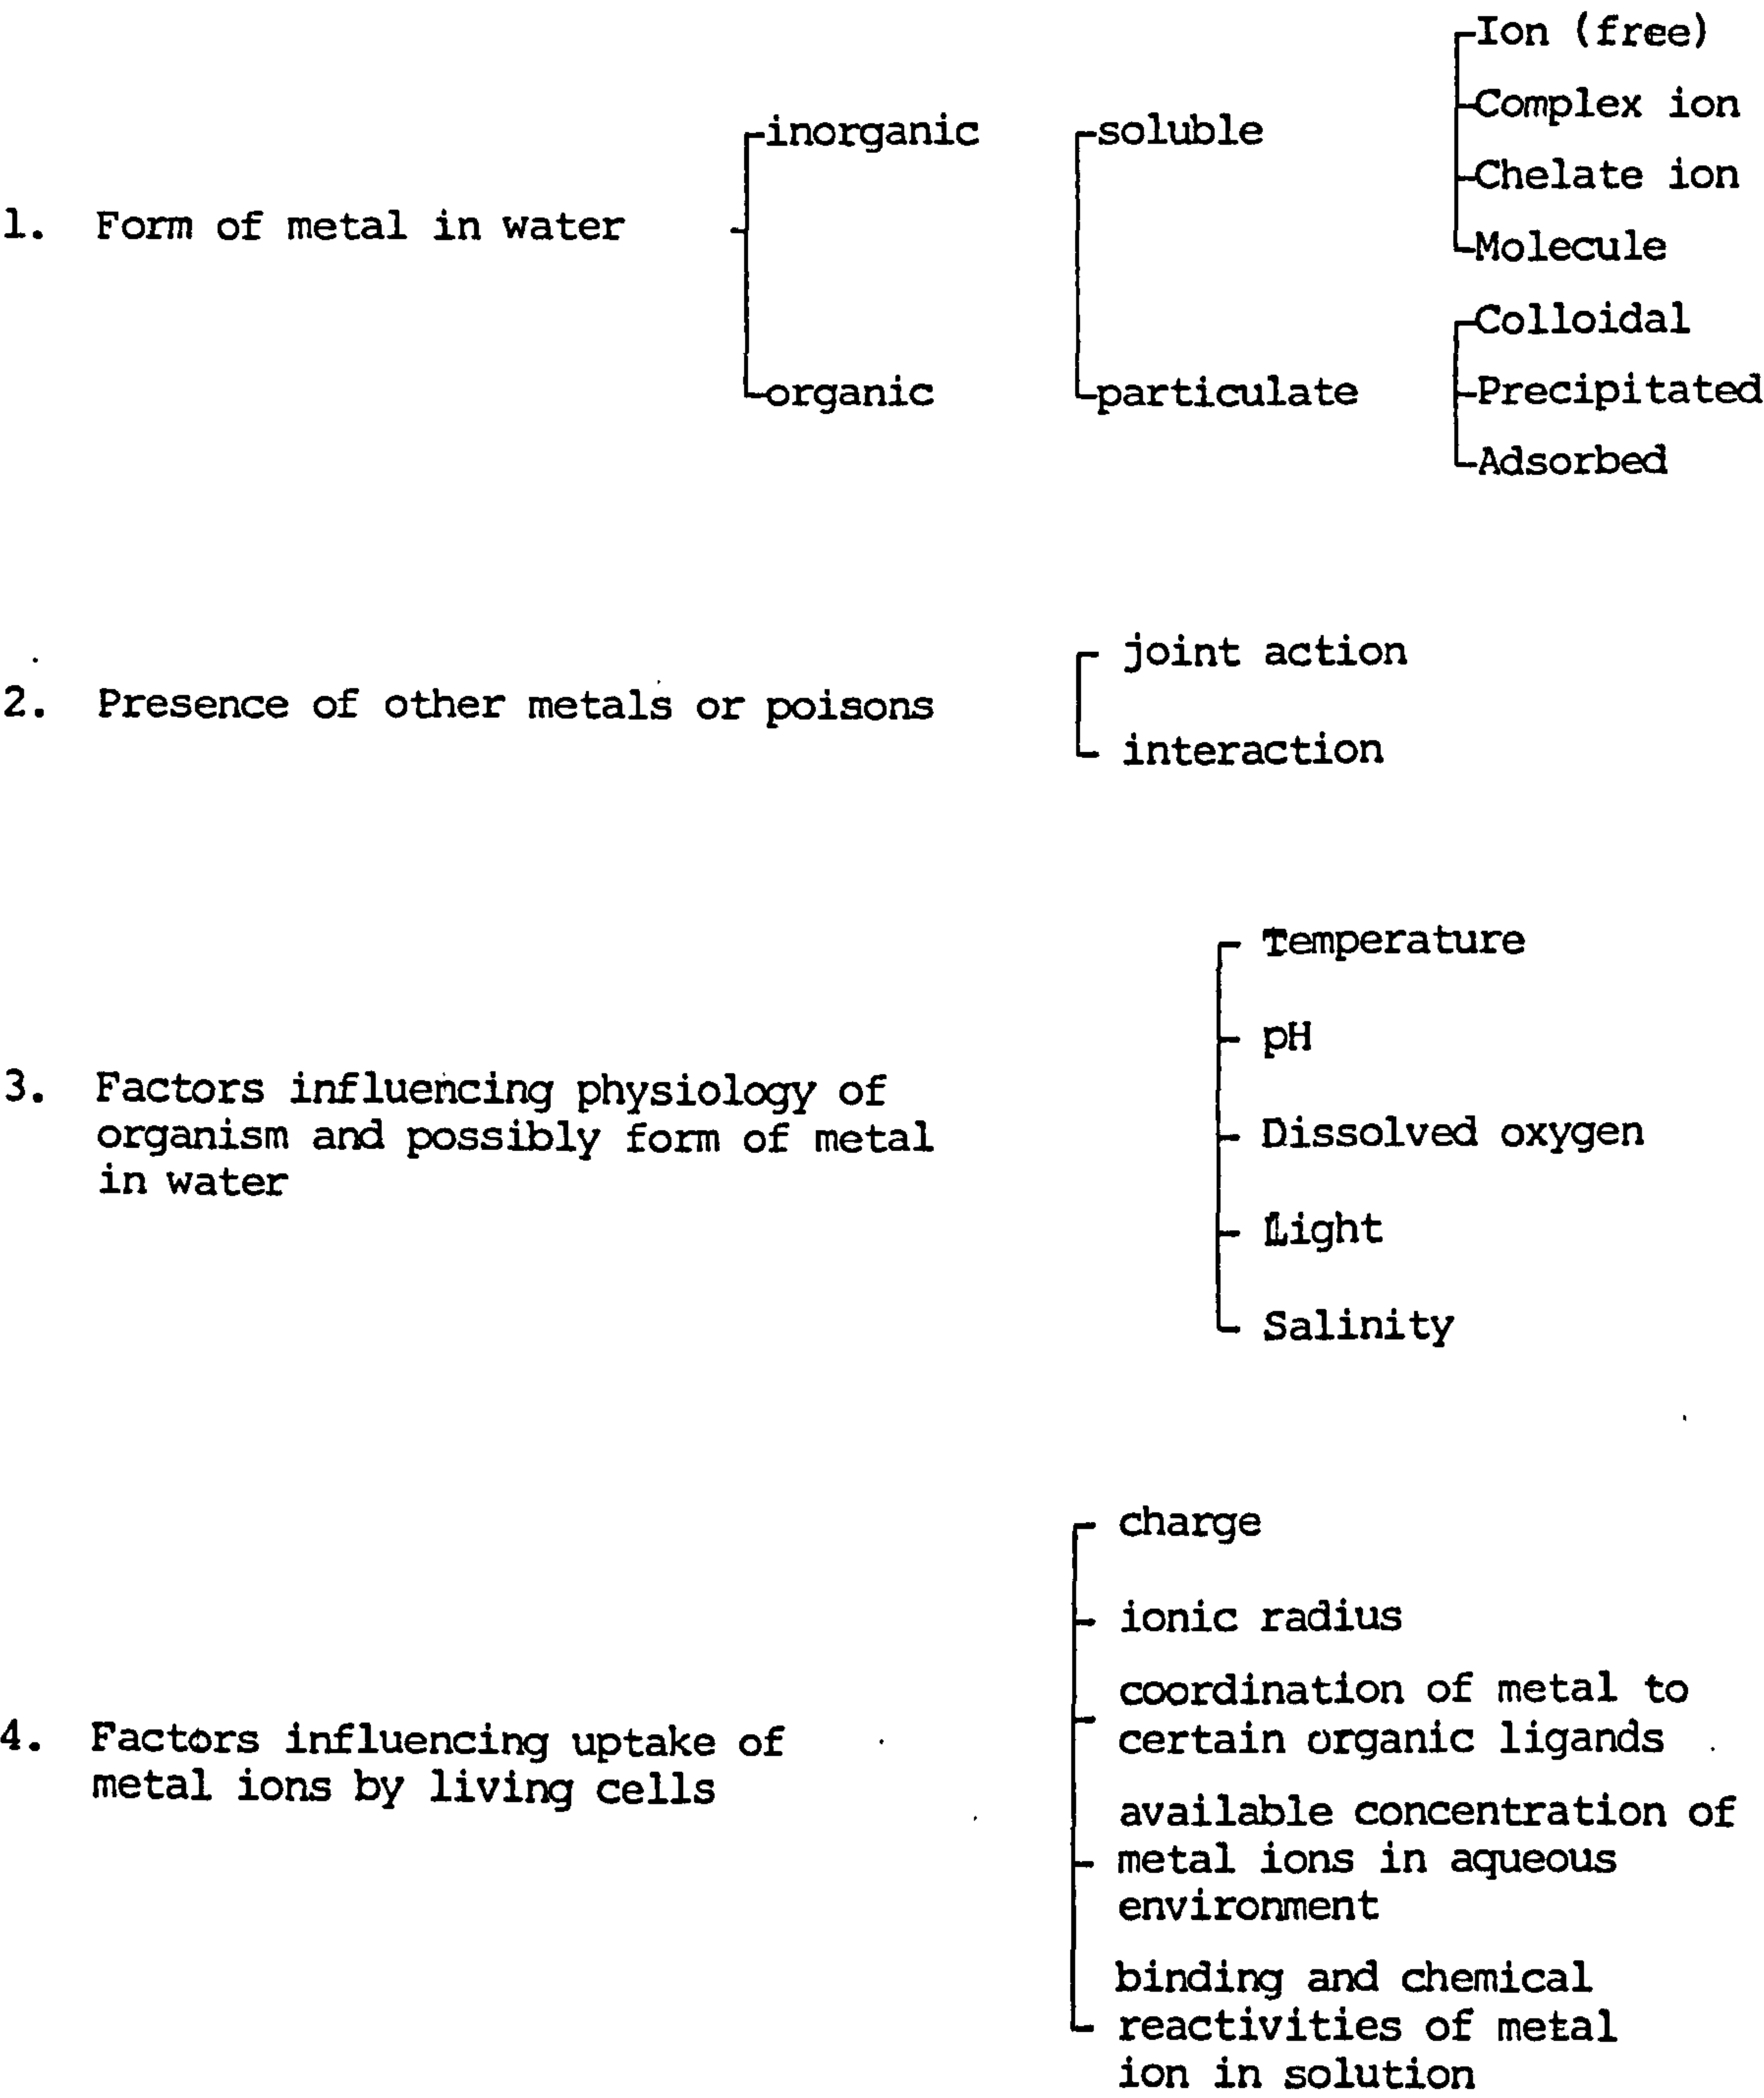 1. Form of metal in water
inorganic
organic
soluble
particulate
Ion (free)
Complex ion
Chelate ion
Molecule
Colloidal
Precipitated
Adsorbed
2. Presence of other metals or poisons
joint action
interaction
3. Factors influencing physiology of
organism and possibly form of metal
in water
Temperature
pH
Dissolved oxygen
Light
Salinity
4. Factors influencing uptake of
metal ions by living cells
charge
ionic radius
coordination of metal to
certain organic ligands
available concentration of
metal ions in aqueous
environment
binding and chemical
reactivities of metal
ion in solution